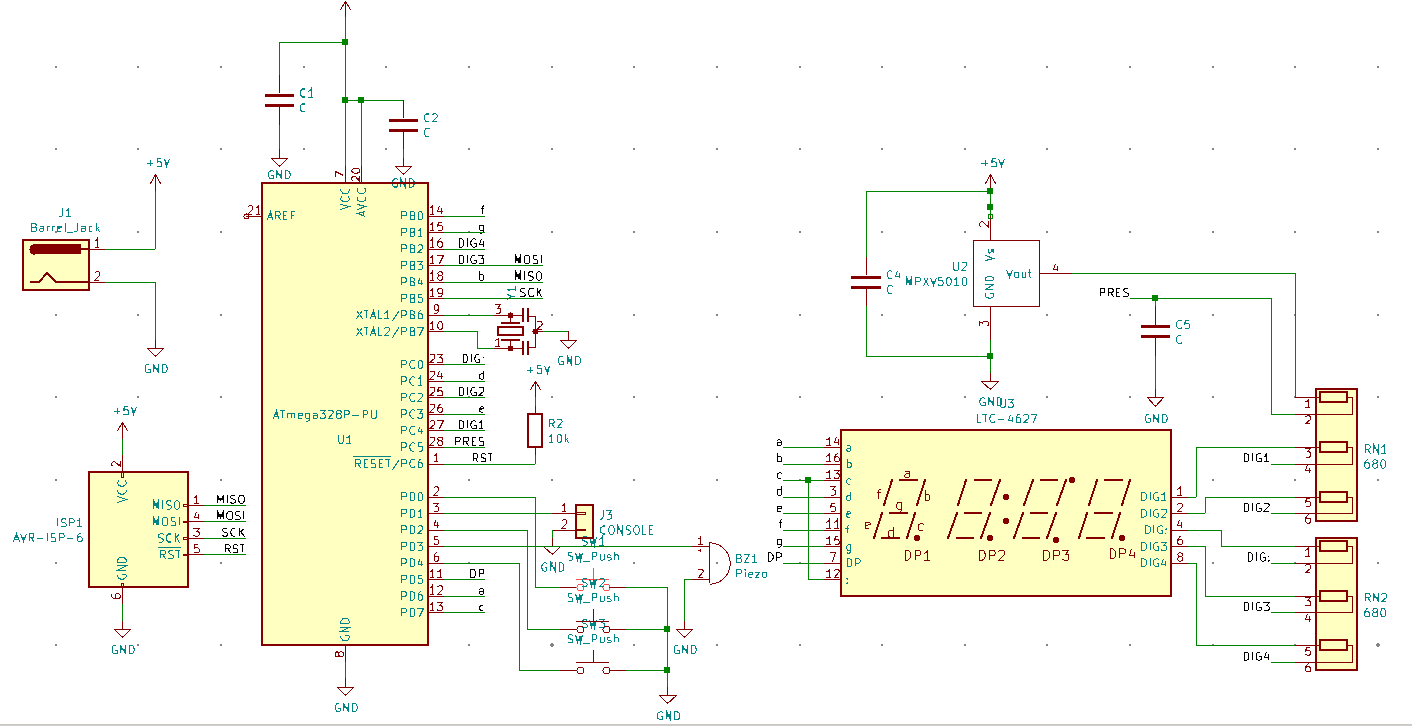 C1
C
C2
C
GND
GND
+5V
J1
Barrel_Jack
1
2
GND
7
20
VCC
AVCC
21
AREF
PB0
14
f
PB1
15
g
PB2
16
DIG4
PB3
17
DIG3
MOSI
PB4
18
b
MISO
PB5
19
SCK
XTAL1/PB6
9
XTAL2/PB7
10
PC0
23
DIG:
PC1
24
d
PC2
25
DIG2
PC3
26
e
PC4
27
DIG1
PC5
28
PRES
RESET/PC6
1
RST
PD0
2
PD1
3
PD2
4
PD3
5
PD4
6
PD5
11
DP
PD6
12
a
PD7
13
c
ATmega328P-PU
U1
GND
8
GND
Y1
3
2
1
GND
+5V
R2
10k
+5V
2
VCC
ISP1
AVR-ISP-6
MISO
1
MISO
MOSI
4
MOSI
SCK
3
SCK
RST
5
RST
GND
6
GND
1
2
J3
CONSOLE
GND
SW1
SW_Push
SW2
SW_Push
SW3
SW_Push
GND
1
2
BZ1
Piezo
GND
+5V
2
Vs
U2
MPXV5010
GND
Vout
4
3
C4
C
GND
PRES
C5
C
GND
U3
LTC-4627
a
14
a
b
16
b
c
13
c
d
3
d
e
5
e
f
11
f
g
15
g
DP
7
DP
12
:
a
f
b
g
e
c
d
DP1
DP2
DP3
DP4
DIG1
1
DIG2
2
DIG:
4
DIG3
6
DIG4
8
1
2
3
DIG1
4
5
DIG2
6
RN1
680
1
DIG:
2
3
DIG3
4
5
DIG4
6
RN2
680